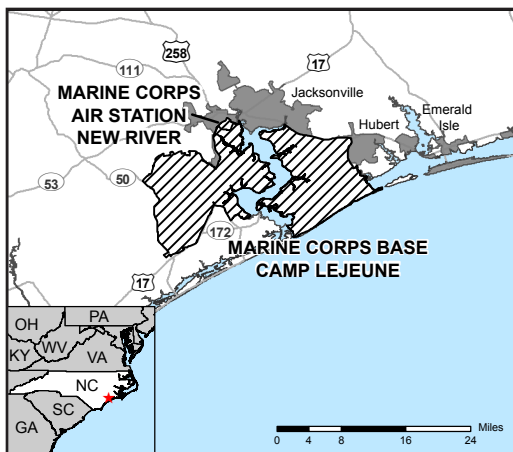 258
17
111
MARINE CORPS
AIR STATION
NEW RIVER
Jacksonville
Hubert
Emerald
Isle
53
50
172
MARINE CORPS BASE
CAMP LEJEUNE
17
OH
PA
WV
KY
VA
NC
SC
GA
Miles
0 4 8 16 24